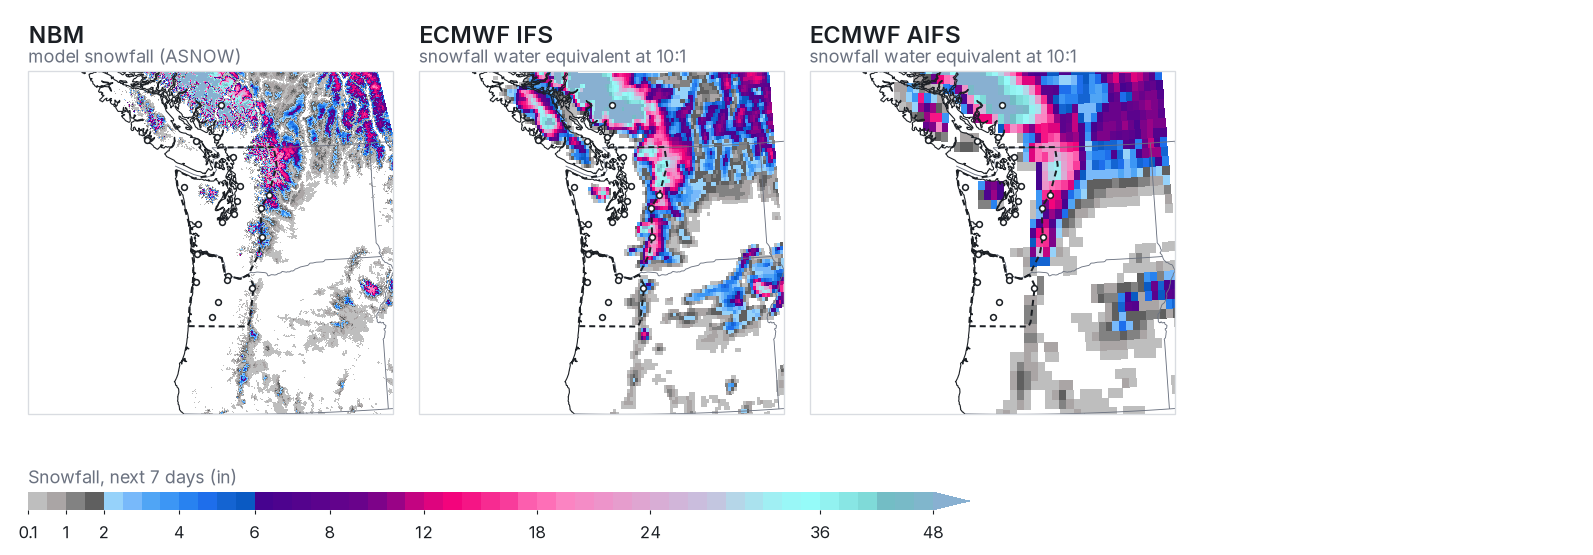 NBM
model snowfall (ASNOW)
ECMWF IFS
snowfall water equivalent at 10:1
ECMWF AIFS
snowfall water equivalent at 10:1
Snowfall, next 7 days (in)
0.1 1 2 4 6 8 12 18 24 36 48